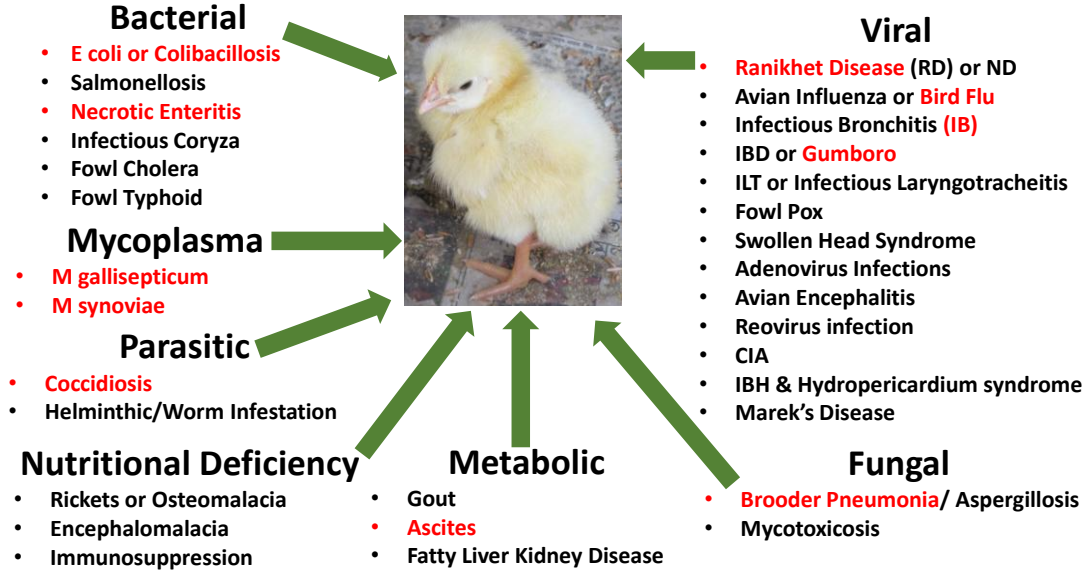 Bacterial
• E coli or Colibacillosis
• Salmonellosis
• Necrotic Enteritis
• Infectious Coryza
• Fowl Cholera
• Fowl Typhoid
Mycoplasma
• M gallisepticum
• M synoviae
Parasitic
• Coccidiosis
• Helminthic/Worm Infestation
Nutritional Deficiency
• Rickets or Osteomalacia
• Encephalomalacia
• Immunosuppression
Metabolic
• Gout
• Ascites
• Fatty Liver Kidney Disease
Viral
• Ranikhet Disease (RD) or ND
• Avian Influenza or Bird Flu
• Infectious Bronchitis (IB)
• IBD or Gumboro
• ILT or Infectious Laryngotracheitis
• Fowl Pox
• Swollen Head Syndrome
• Adenovirus Infections
• Avian Encephalitis
• Reovirus infection
• CIA
• IBH & Hydropericardium syndrome
• Marek's Disease
Fungal
• Brooder Pneumonia/ Aspergillosis
• Mycotoxicosis